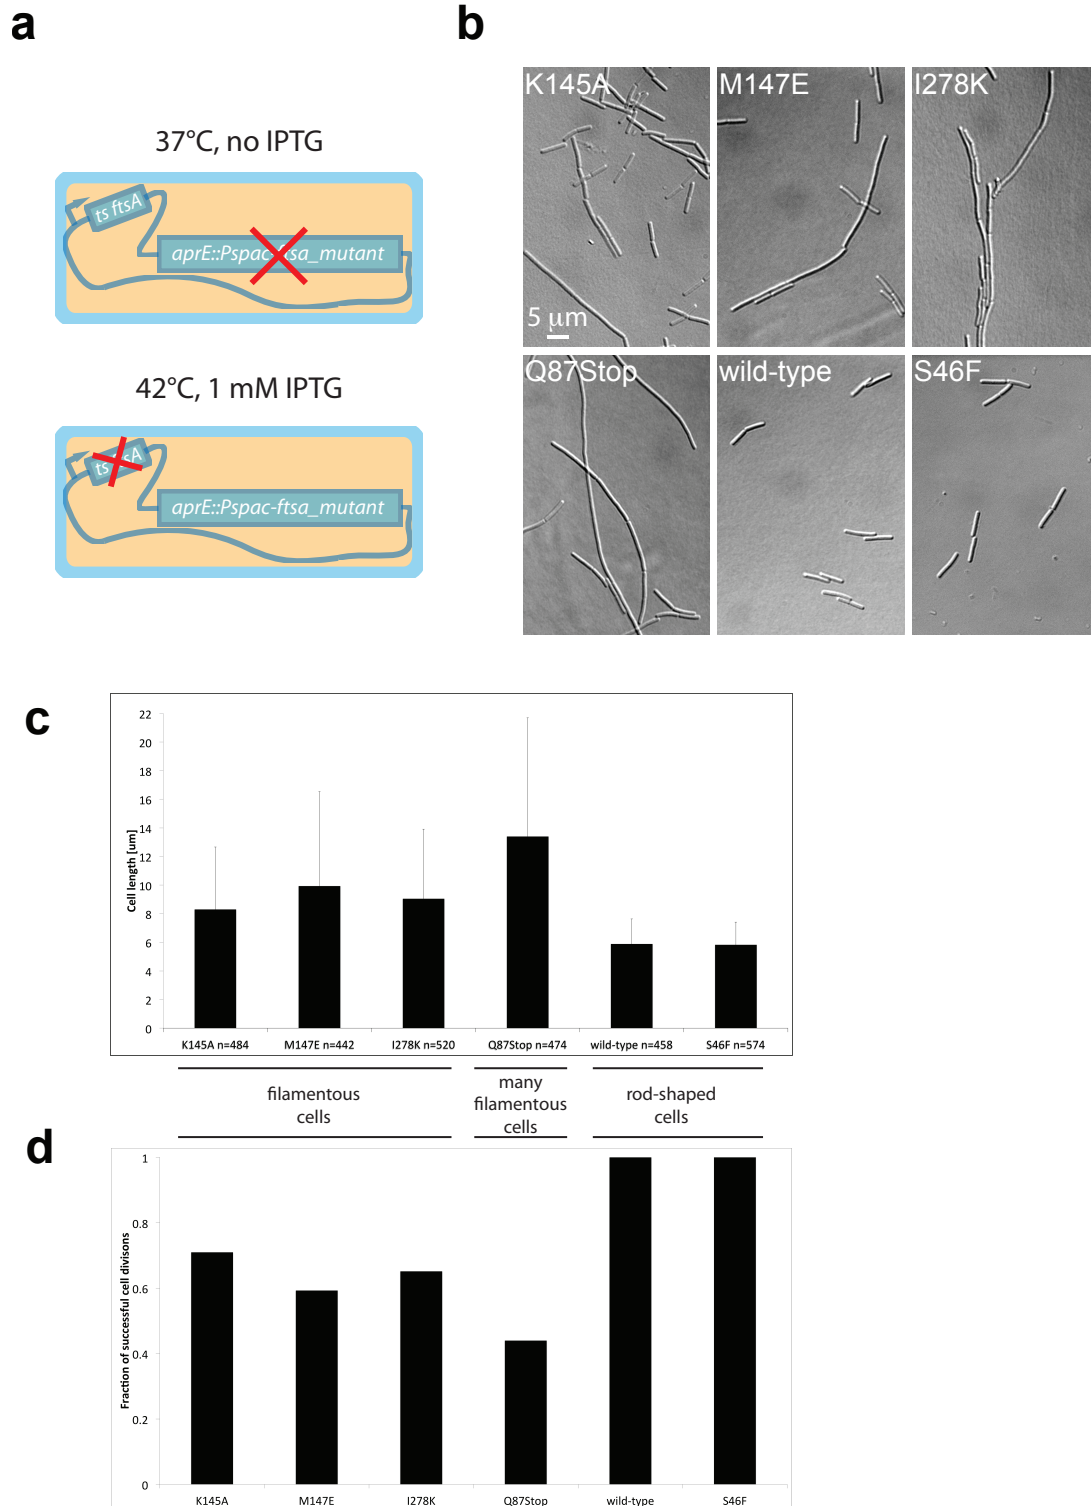 a
37°C, no IPTG
ts ftsA
aprE::Pspac-ftsa_mutant
42°C, 1 mM IPTG
ts ftsA
aprE::Pspac-ftsa_mutant
b
K145A
M147E
I278K
5 µm
Q87Stop
wild-type
S46F
c
Cell length [um]
22
20
18
16
14
12
10
8
6
4
2
0
K145A n=484
M147E n=442
I278K n=520
Q87Stop n=474
wild-type n=458
S46F n=574
filamentous
cells
many
filamentous
cells
rod-shaped
cells
d
Fraction of successful cell divisons
1
0.8
0.6
0.4
0.2
0
K145A
M147E
I278K
Q87Stop
wild-type
S46F